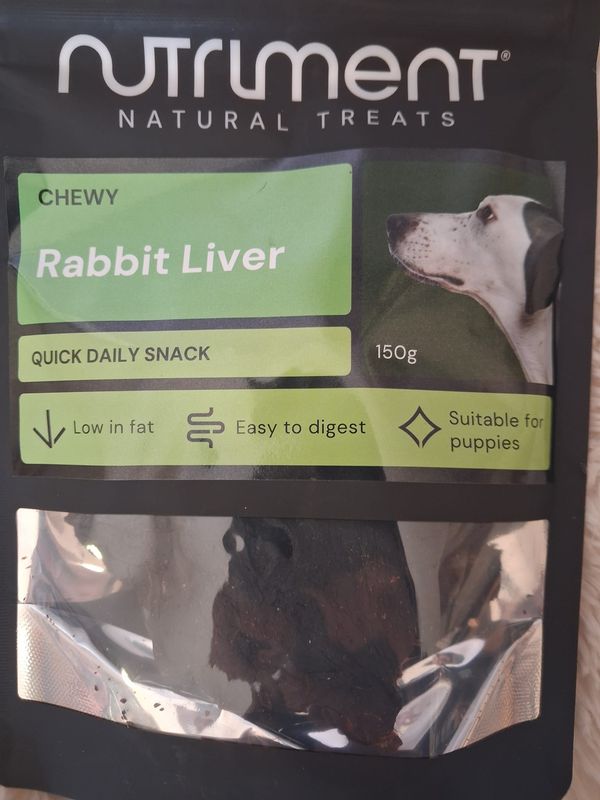 NUTRIMENT®
NATURAL TREATS
CHEWY
Rabbit Liver
QUICK DAILY SNACK
150g
Low in fat
Easy to digest
Suitable for
puppies